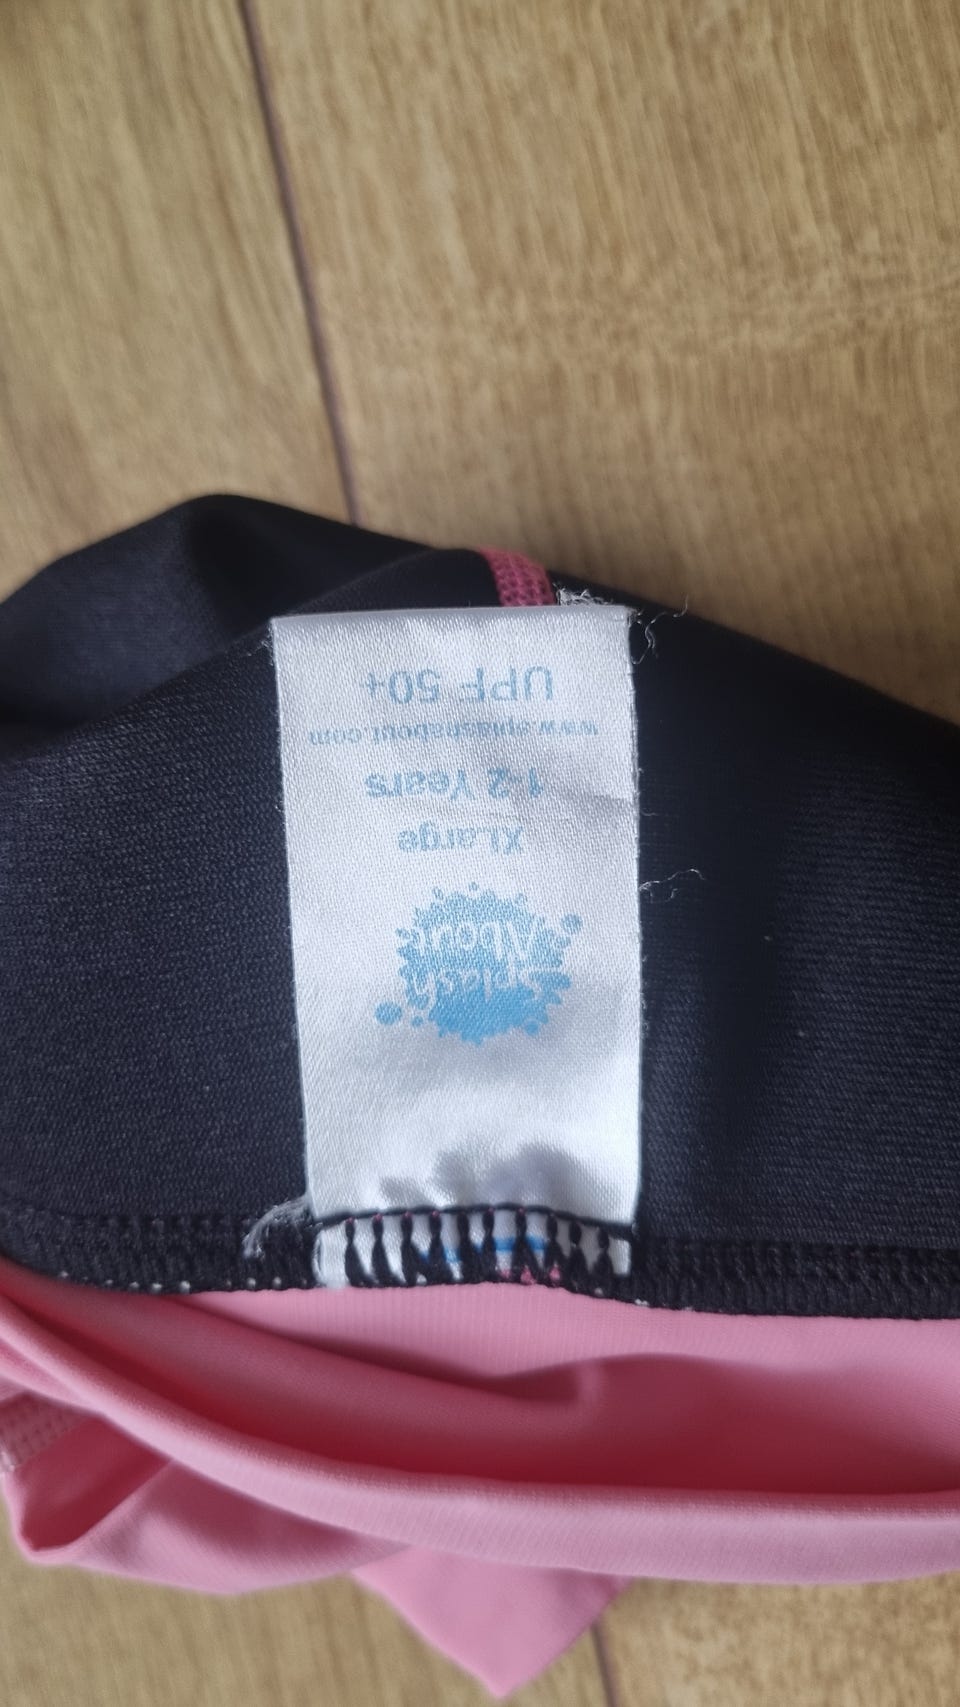 Splash
About
XLarge
1-2 Years
www.splashabout.com
UPF 50+